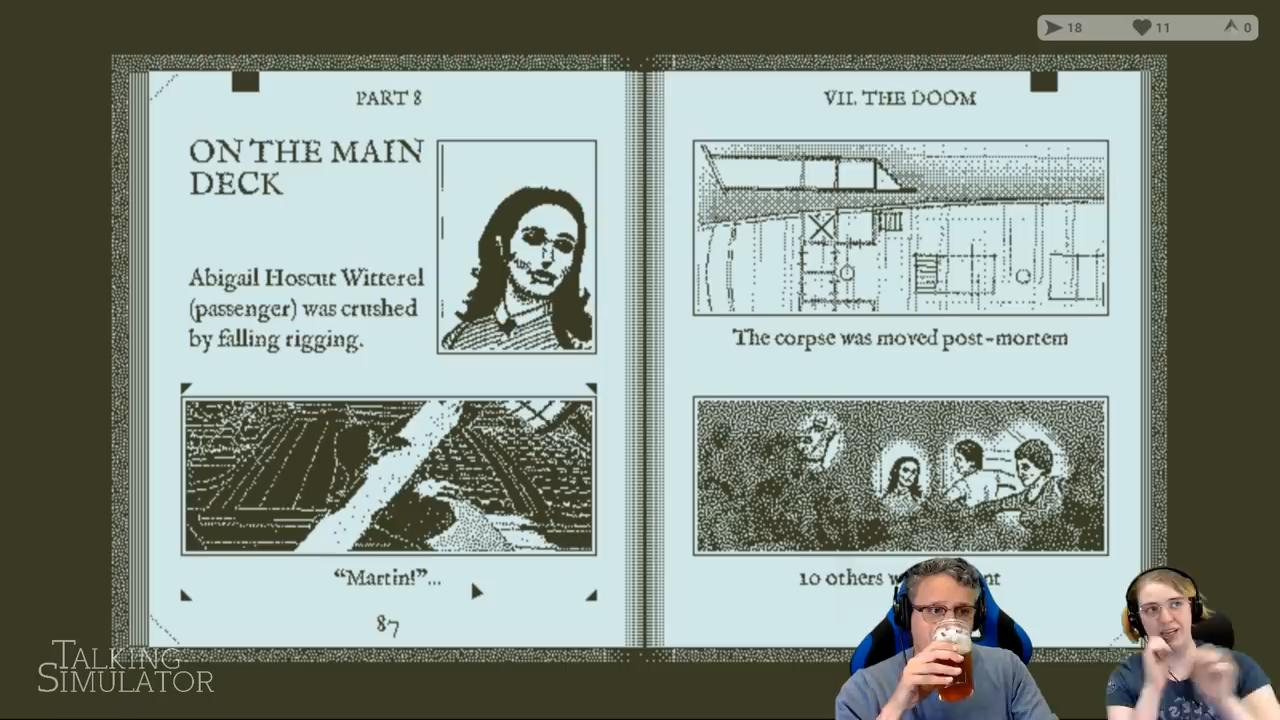 18 11 0
PART 8
ON THE MAIN
DECK
Abigail Hoscut Witterel
(passenger) was crushed
by falling rigging.
“Martin!”...
87
VII. THE DOOM
The corpse was moved post-mortem
10 others
TALKING
SIMULATOR